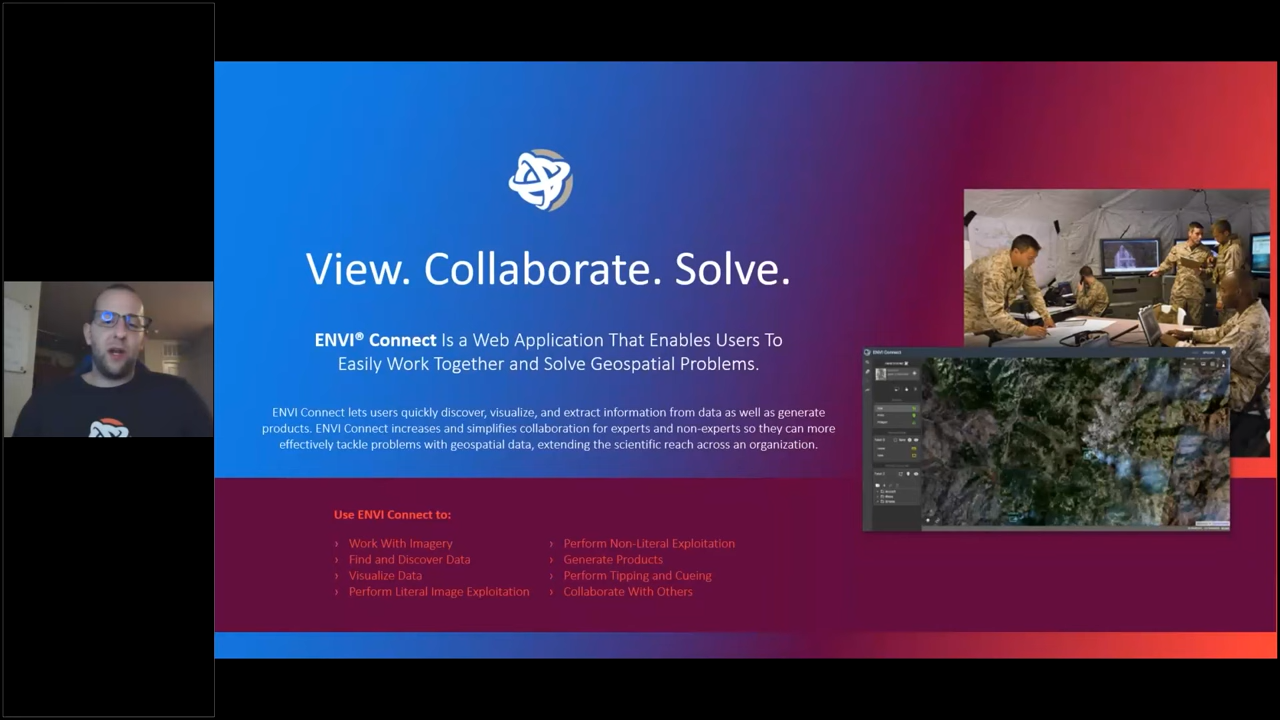 View. Collaborate. Solve.
ENVI® Connect Is a Web Application That Enables Users To
Easily Work Together and Solve Geospatial Problems.
ENVI Connect lets users quickly discover, visualize, and extract information from data as well as generate
products. ENVI Connect increases and simplifies collaboration for experts and non-experts so they can more
effectively tackle problems with geospatial data, extending the scientific reach across an organization.
Use ENVI Connect to:
› Work With Imagery
› Find and Discover Data
› Visualize Data
› Perform Literal Image Exploitation
› Perform Non-Literal Exploitation
› Generate Products
› Perform Tipping and Cueing
› Collaborate With Others
ENVI Connect